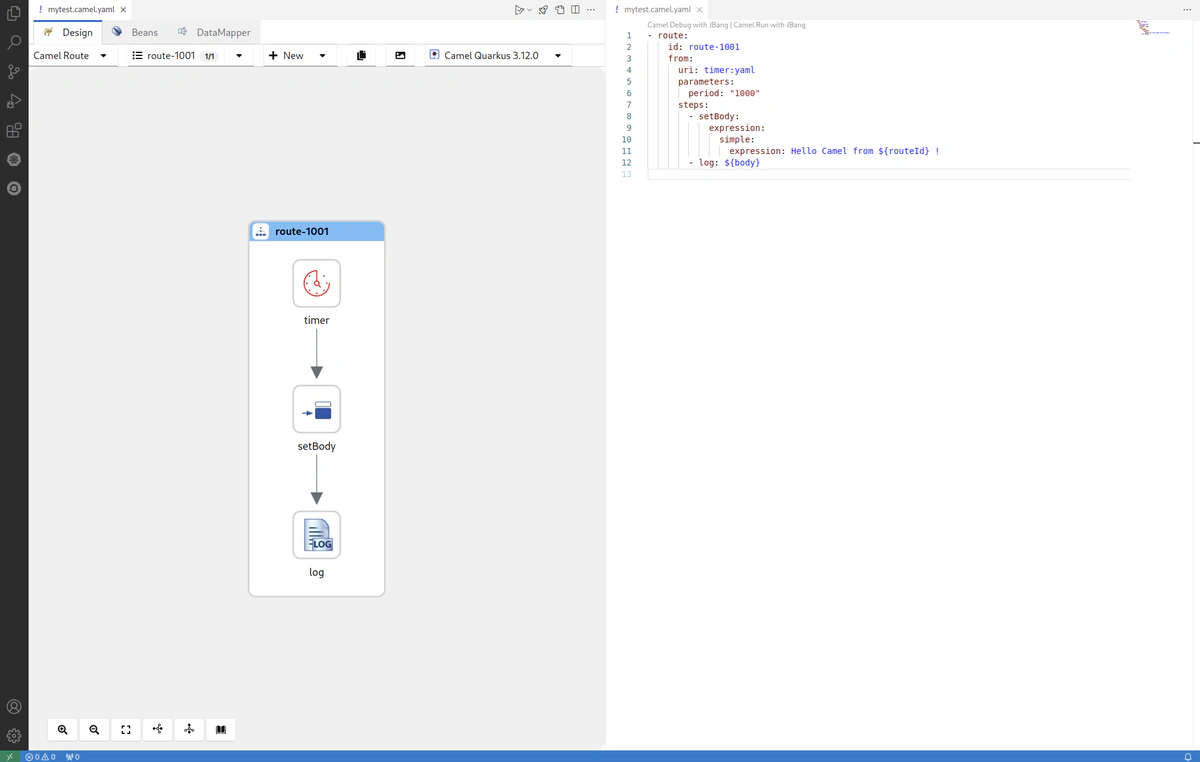 ! mytest.camel.yaml ×
Design Beans DataMapper
Camel Route route-1001 1/1 New Camel Quarkus 3.12.0
route-1001
timer
setBody
LOG
log
0 0 0
! mytest.camel.yaml ×
Camel Debug with JBang | Camel Run with JBang
1 - route:
2 id: route-1001
3 from:
4 uri: timer:yaml
5 parameters:
6 period: "1000"
7 steps:
8 - setBody:
9 expression:
10 simple:
11 expression: Hello Camel from ${routeId} !
12 - log: ${body}
13